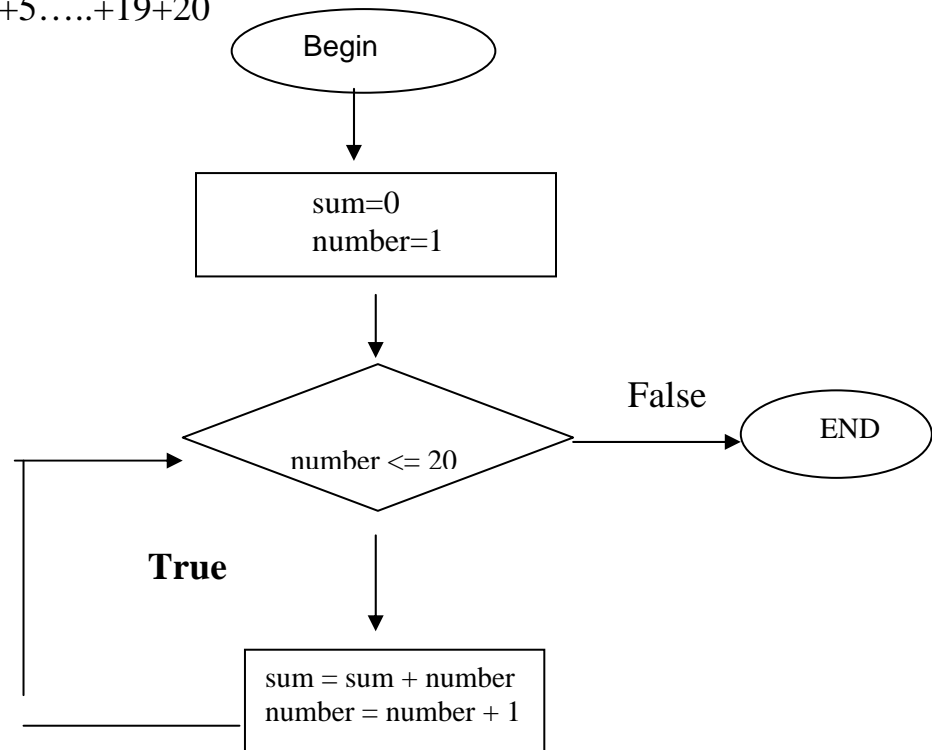 +5…..+19+20
Begin
sum=0
number=1
False
END
number <= 20
True
sum = sum + number
number = number + 1